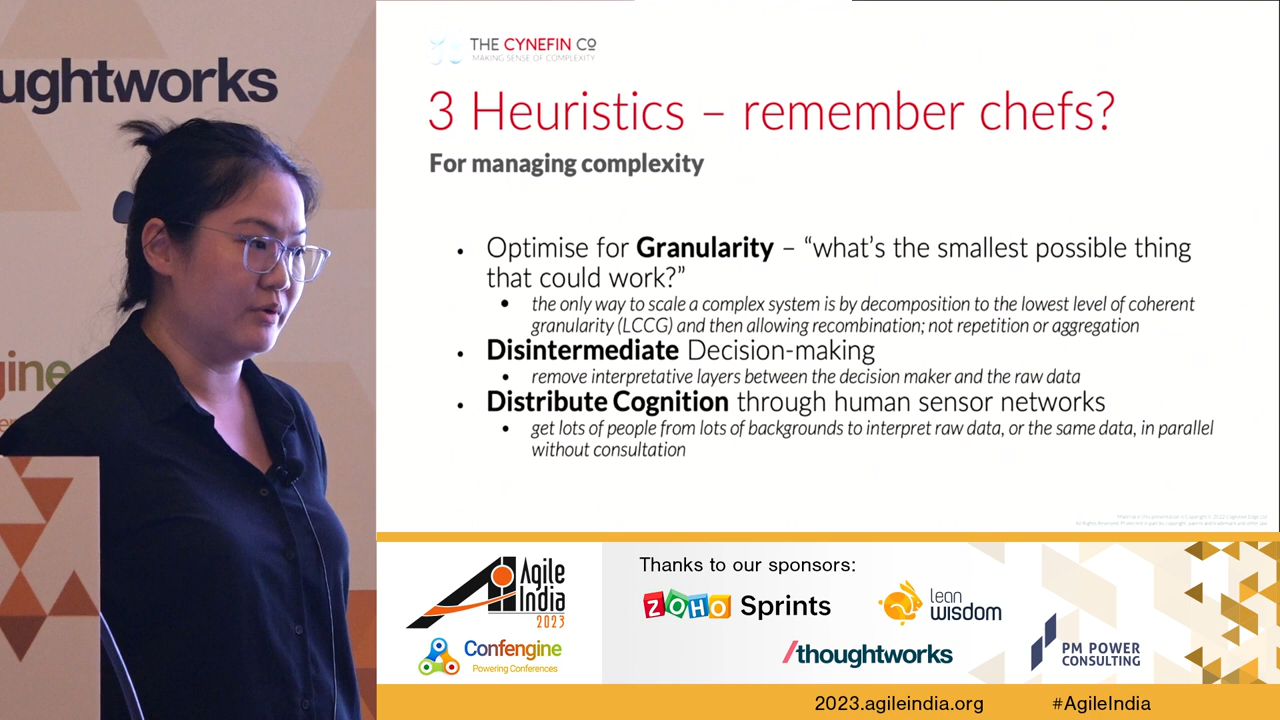 ughtworks
gine
THE CYNEFIN Co
MAKING SENSE OF COMPLEXITY
3 Heuristics – remember chefs?
For managing complexity
• Optimise for Granularity – “what’s the smallest possible thing
that could work?”
• the only way to scale a complex system is by decomposition to the lowest level of coherent
granularity (LCCG) and then allowing recombination; not repetition or aggregation
• Disintermediate Decision-making
• remove interpretative layers between the decision maker and the raw data
• Distribute Cognition through human sensor networks
• get lots of people from lots of backgrounds to interpret raw data, or the same data, in parallel
without consultation
Agile
India
2023
Confengine
Powering Conferences
Thanks to our sponsors:
ZOHO Sprints
lean
wisdom
/thoughtworks
PM POWER
CONSULTING
2023.agileindia.org
#AgileIndia